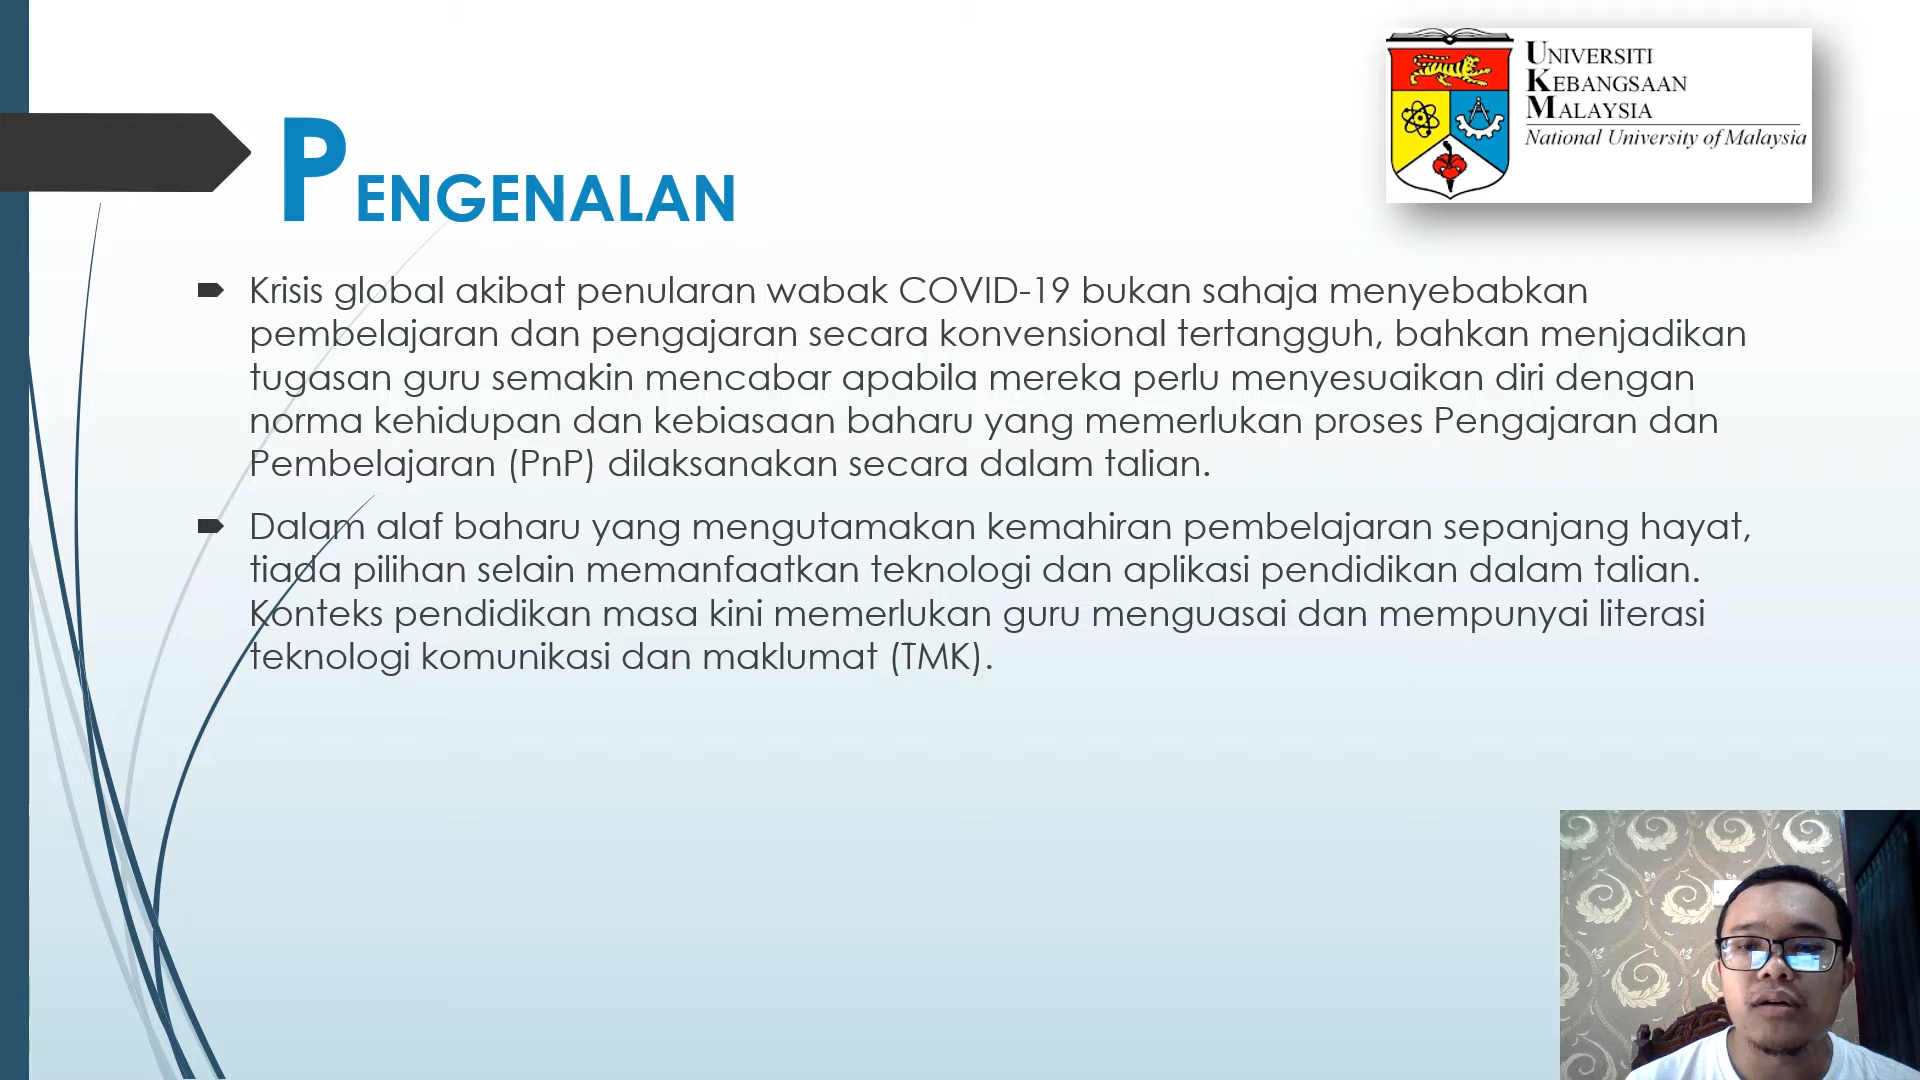 UNIVERSITI
KEBANGSAAN
MALAYSIA
National University of Malaysia
PENGENALAN
Krisis global akibat penularan wabak COVID-19 bukan sahaja menyebabkan
pembelajaran dan pengajaran secara konvensional tertangguh, bahkan menjadikan
tugasan guru semakin mencabar apabila mereka perlu menyesuaikan diri dengan
norma kehidupan dan kebiasaan baharu yang memerlukan proses Pengajaran dan
Pembelajaran (PnP) dilaksanakan secara dalam talian.
Dalam alaf baharu yang mengutamakan kemahiran pembelajaran sepanjang hayat,
tiada pilihan selain memanfaatkan teknologi dan aplikasi pendidikan dalam talian.
Konteks pendidikan masa kini memerlukan guru menguasai dan mempunyai literasi
teknologi komunikasi dan maklumat (TMK).